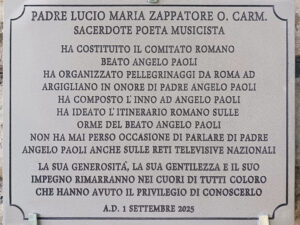 PADRE LUCIO MARIA ZAPPATORE O. CARM.
SACERDOTE POETA MUSICISTA
HA COSTITUITO IL COMITATO ROMANO
BEATO ANGELO PAOLI
HA ORGANIZZATO PELLEGRINAGGI DA ROMA AD
ARGIGLIANO IN ONORE DI PADRE ANGELO PAOLI
HA COMPOSTO L'INNO AD ANGELO PAOLI
HA IDEATO L'ITINERARIO ROMANO SULLE
ORME DEL BEATO ANGELO PAOLI
NON HA MAI PERSO OCCASIONE DI PARLARE DI PADRE
ANGELO PAOLI ANCHE SULLE RETI TELEVISIVE NAZIONALI
LA SUA GENEROSITA', LA SUA GENTILEZZA E IL SUO
IMPEGNO RIMARRANNO NEI CUORI DI TUTTI COLORO
CHE HANNO AVUTO IL PRIVILEGIO DI CONOSCERLO
A.D. 1 SETTEMBRE 2025